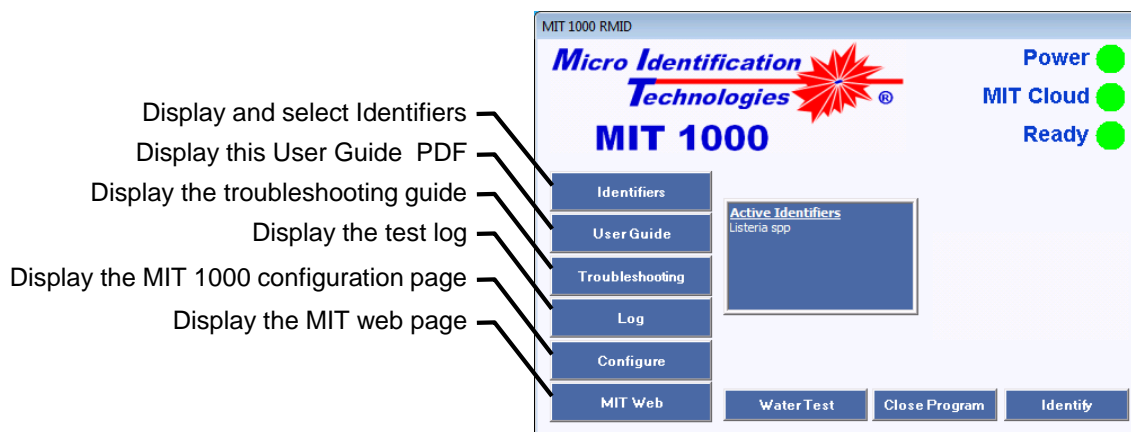 MIT 1000 RMID
Micro Identification
Technologies ®
MIT 1000
Power
MIT Cloud
Ready
Display and select Identifiers
Display this User Guide PDF
Display the troubleshooting guide
Display the test log
Display the MIT 1000 configuration page
Display the MIT web page
Identifiers
User Guide
Troubleshooting
Log
Configure
MIT Web
Active Identifiers
Listeria spp
Water Test
Close Program
Identify